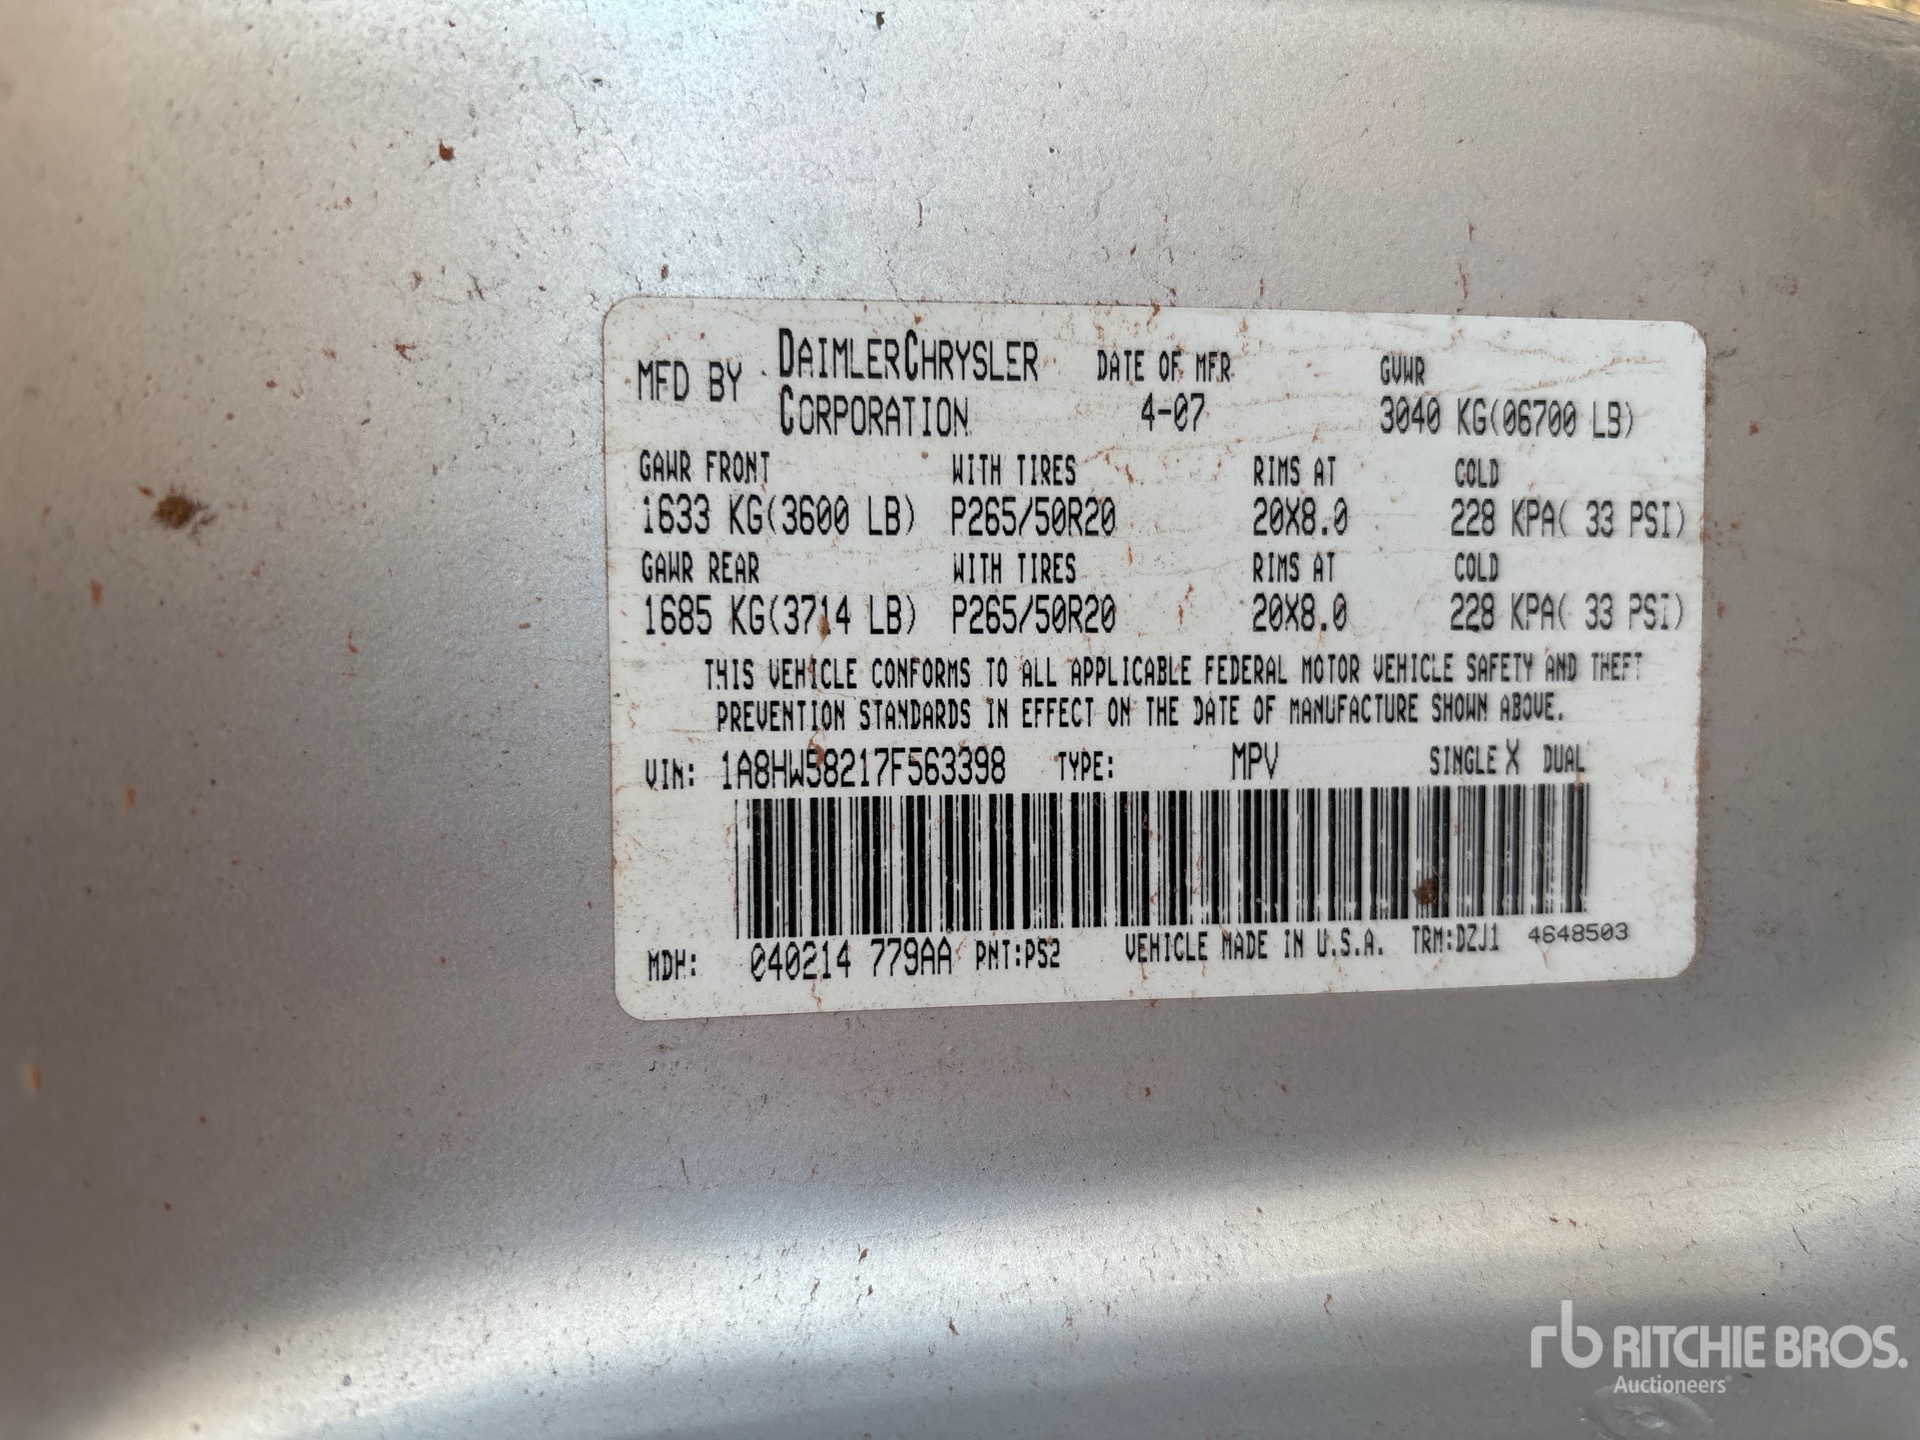 MFD BY DAIMLERCHRYSLER CORPORATION DATE OF MFR 4-07 GVWR 3040 KG(06700 LB)
GAWR FRONT WITH TIRES RIMS AT COLD
1633 KG(3600 LB) P265/50R20 20X8.0 228 KPA( 33 PSI)
GAWR REAR WITH TIRES RIMS AT COLD
1685 KG(3714 LB) P265/50R20 20X8.0 228 KPA( 33 PSI)
THIS VEHICLE CONFORMS TO ALL APPLICABLE FEDERAL MOTOR VEHICLE SAFETY AND THEFT
PREVENTION STANDARDS IN EFFECT ON THE DATE OF MANUFACTURE SHOWN ABOVE.
VIN: 1A8HW58217F563398 TYPE: MPV SINGLE X DUAL
MDH: 040214 779AA PNT:PS2 VEHICLE MADE IN U.S.A. TRM:DZJ1 4648503
rb RITCHIE BROS.
Auctioneers